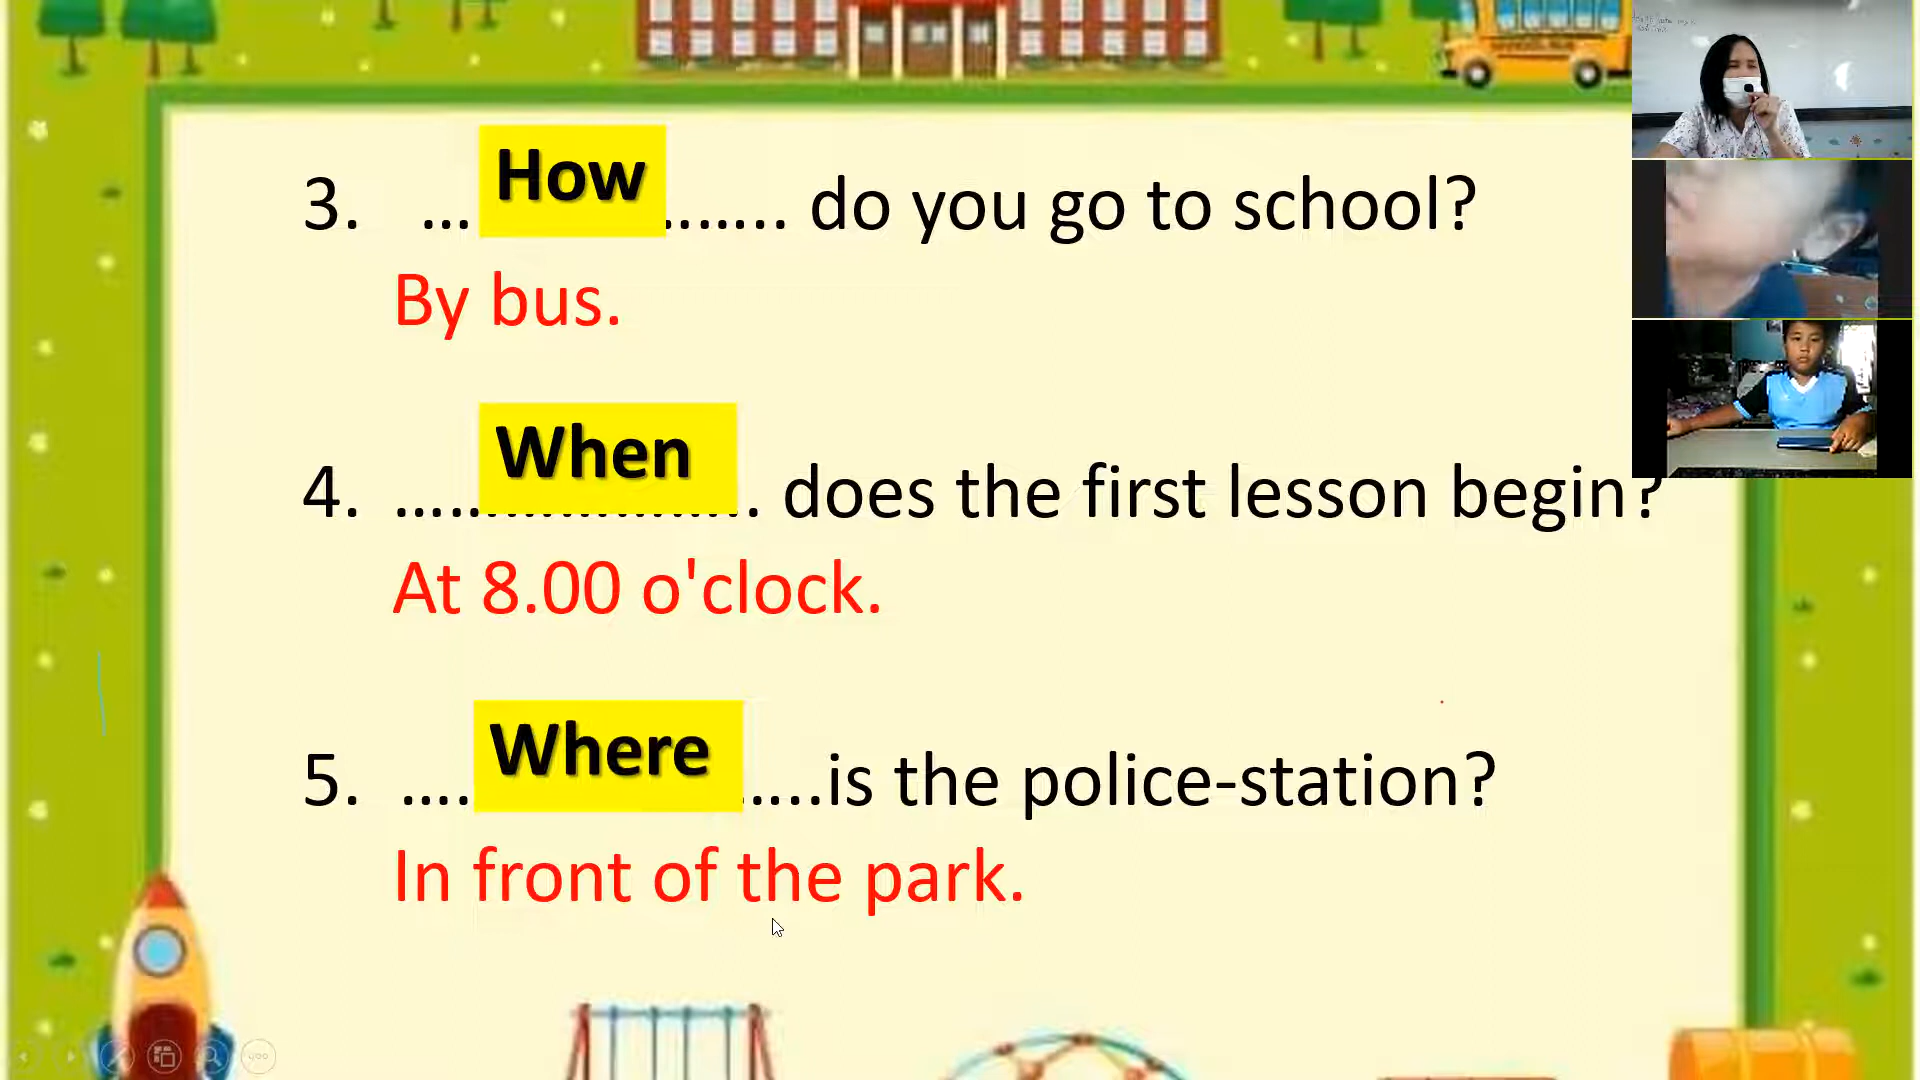 3. ... How ....... do you go to school?
By bus.
4. ...... When ...... does the first lesson begin?
At 8.00 o'clock.
5. .... Where ......is the police-station?
In front of the park.